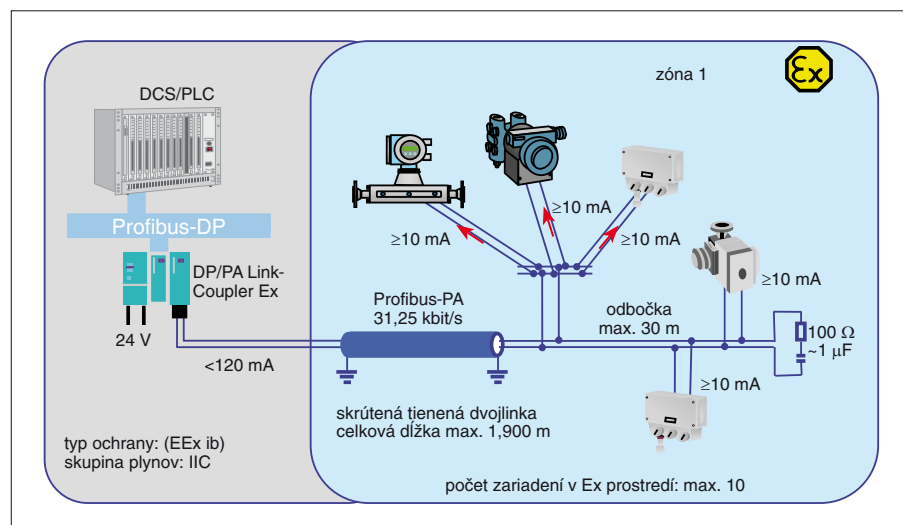 DCS/PLC
Profibus-DP
DP/PA Link-
Coupler Ex
24 V
<120 mA
typ ochrany: (EEx ib)
skupina plynov: IIC
zóna 1
Ex
≥10 mA
≥10 mA
≥10 mA
≥10 mA
Profibus-PA
31,25 kbit/s
odbočka
max. 30 m
100 Ω
~1 µF
≥10 mA
skrútená tienená dvojlinka
celková dĺžka max. 1,900 m
počet zariadení v Ex prostredí: max. 10